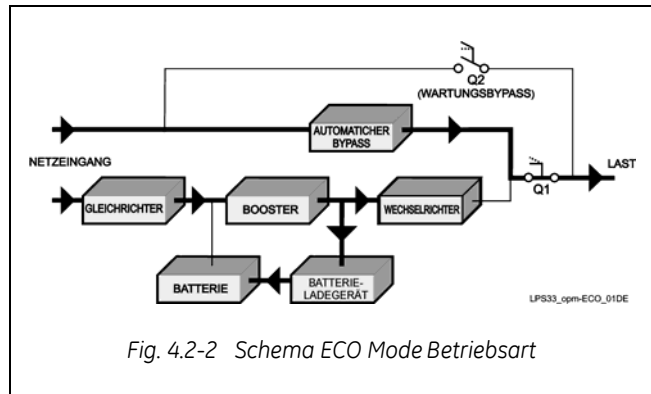 Q2
(WARTUNGSBYPASS)
AUTOMATICHER
BYPASS
NETZEINGANG
LAST
Q1
GLEICHRICHTER
BOOSTER
WECHSELRICHTER
BATTERIE
BATTERIE-
LADEGERÄT
LPS33_opm-ECO_01DE
Fig. 4.2-2 Schema ECO Mode Betriebsart